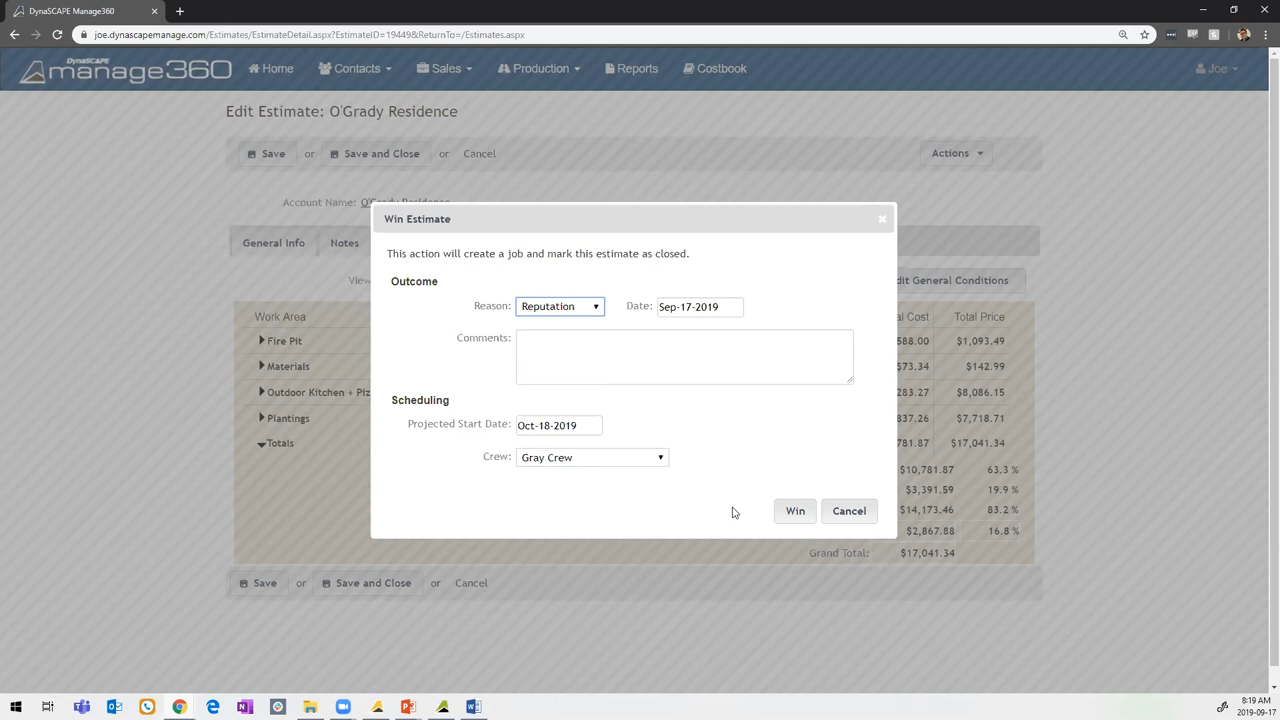 DynaSCAPE Manage360
joe.dynascapemanage.com/Estimates/EstimateDetail.aspx?EstimateID=19449&ReturnTo=/Estimates.aspx
DynaSCAPE
manage360 Home Contacts Sales Production Reports Costbook Joe
Edit Estimate: O'Grady Residence
Save or Save and Close or Cancel Actions
Account Name: O'Grady Residence
Win Estimate
General Info Notes
This action will create a job and mark this estimate as closed.
Outcome
View dit General Conditions
Reason: Reputation Date: Sep-17-2019
Work Area al Cost Total Price
Comments:
Fire Pit 588.00 $1,093.49
Materials $73.34 $142.99
Outdoor Kitchen + Piz 283.27 $8,086.15
Scheduling
Plantings 837.26 $7,718.71
Projected Start Date: Oct-18-2019
Totals 781.87 $17,041.34
Crew: Gray Crew
$10,781.87 63.3 %
$3,391.59 19.9 %
Win Cancel
$14,173.46 83.2 %
$2,867.88 16.8 %
Grand Total: $17,041.34
Save or Save and Close or Cancel
8:19 AM
2019-09-17